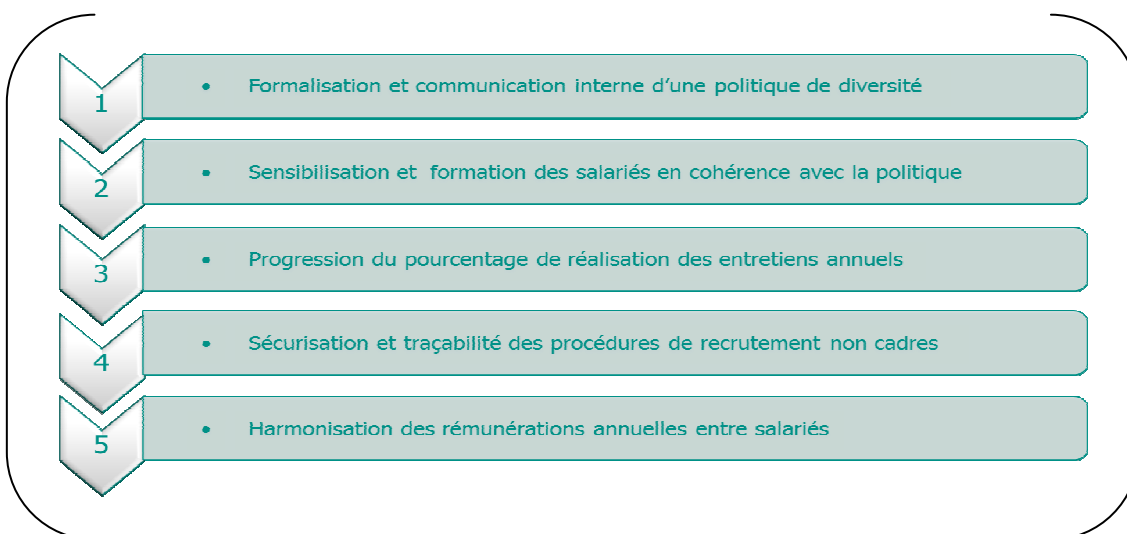 1 • Formalisation et communication interne d'une politique de diversité
2 • Sensibilisation et formation des salariés en cohérence avec la politique
3 • Progression du pourcentage de réalisation des entretiens annuels
4 • Sécurisation et traçabilité des procédures de recrutement non cadres
5 • Harmonisation des rémunérations annuelles entre salariés